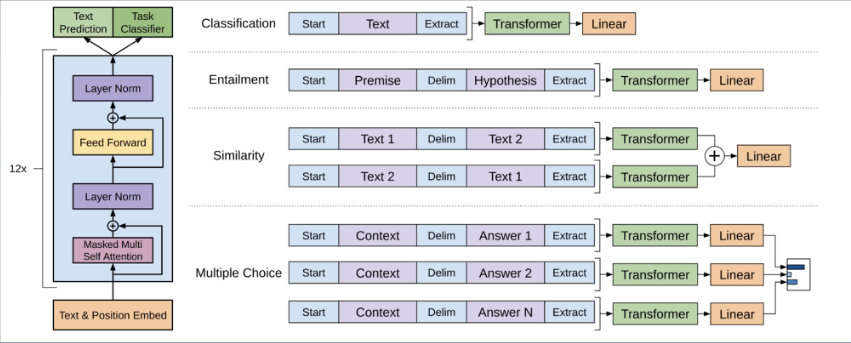 Text Prediction
Task Classifier
Layer Norm
+
Feed Forward
12x
Layer Norm
+
Masked Multi
Self Attention
Text & Position Embed
Classification Start Text Extract Transformer Linear
Entailment Start Premise Delim Hypothesis Extract Transformer Linear
Similarity
Start Text 1 Delim Text 2 Extract Transformer
+ Linear
Start Text 2 Delim Text 1 Extract Transformer
Multiple Choice
Start Context Delim Answer 1 Extract Transformer Linear
Start Context Delim Answer 2 Extract Transformer Linear
Start Context Delim Answer N Extract Transformer Linear